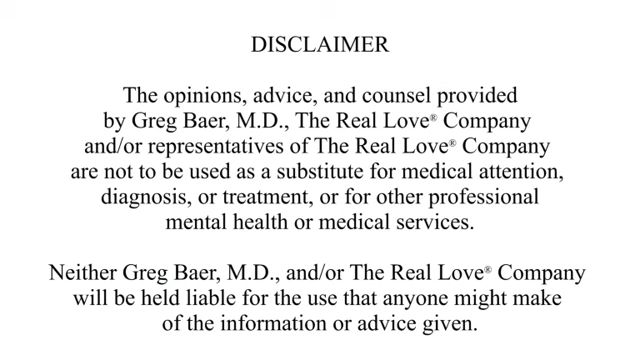 DISCLAIMER
The opinions, advice, and counsel provided
by Greg Baer, M.D., The Real Love® Company
and/or representatives of The Real Love® Company
are not to be used as a substitute for medical attention,
diagnosis, or treatment, or for other professional
mental health or medical services.
Neither Greg Baer, M.D., and/or The Real Love® Company
will be held liable for the use that anyone might make
of the information or advice given.